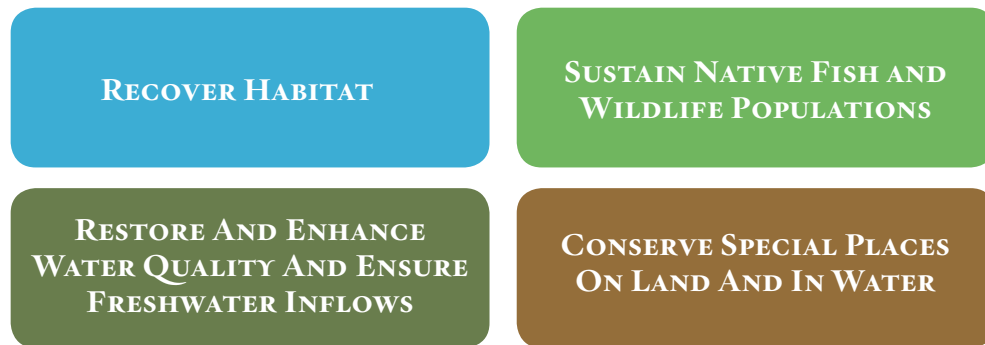 Recover Habitat
Sustain Native Fish and
Wildlife Populations
Restore And Enhance
Water Quality And Ensure
Freshwater Inflows
Conserve Special Places
On Land And In Water